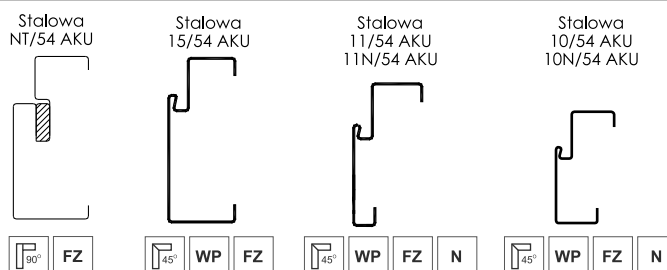 Stalowa
NT/54 AKU
Stalowa
15/54 AKU
Stalowa
11/54 AKU
11N/54 AKU
Stalowa
10/54 AKU
10N/54 AKU
90° FZ
45° WP FZ
45° WP FZ N
45° WP FZ N